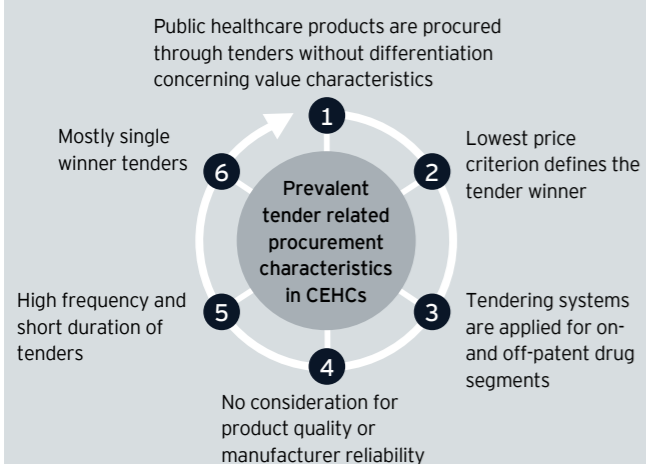 Public healthcare products are procured
through tenders without differentiation
concerning value characteristics
1
Lowest price
criterion defines the
tender winner
2
Tendering systems
are applied for on-
and off-patent drug
segments
3
No consideration for
product quality or
manufacturer reliability
4
High frequency and
short duration of
tenders
5
Mostly single
winner tenders
6
Prevalent
tender related
procurement
characteristics
in CEHCs